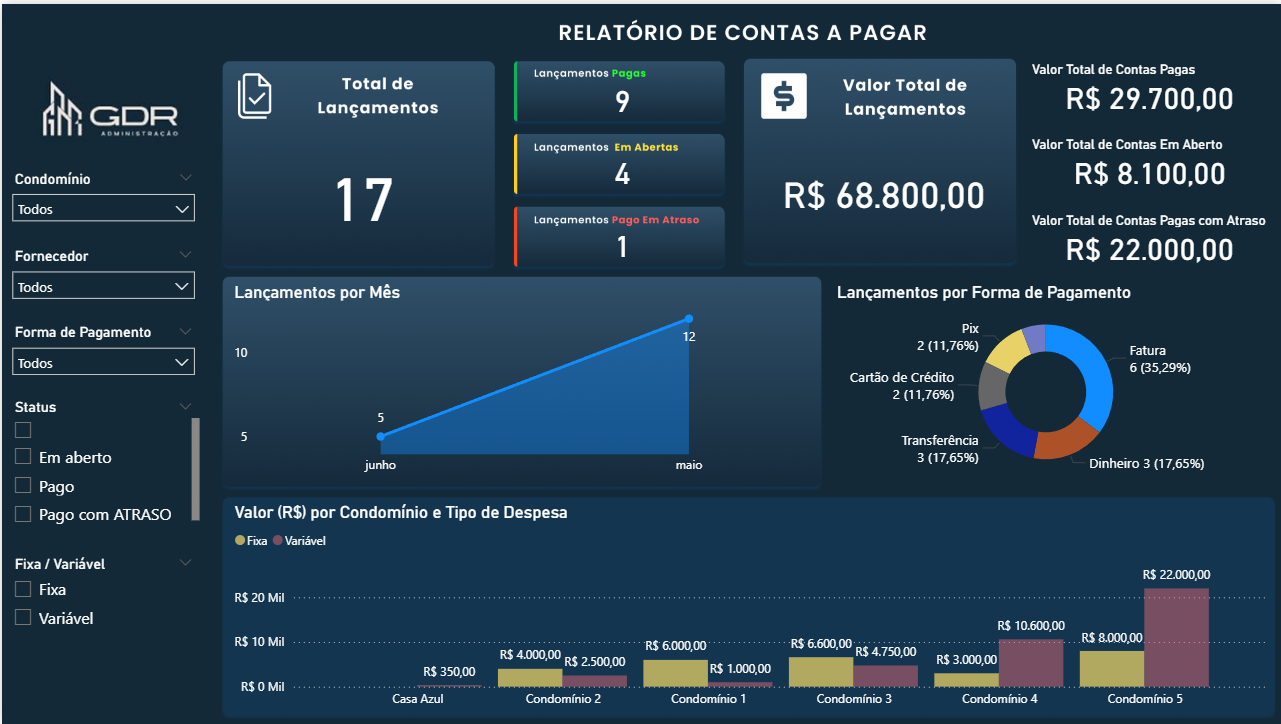 RELATÓRIO DE CONTAS A PAGAR
GDR
ADMINISTRAÇÃO
Condomínio
Todos
Fornecedor
Todos
Forma de Pagamento
Todos
Status
Em aberto
Pago
Pago com ATRASO
Fixa / Variável
Fixa
Variável
Total de
Lançamentos
17
Lançamentos Pagas
9
Lançamentos Em Abertas
4
Lançamentos Pago Em Atraso
1
Valor Total de
Lançamentos
R$ 68.800,00
Valor Total de Contas Pagas
R$ 29.700,00
Valor Total de Contas Em Aberto
R$ 8.100,00
Valor Total de Contas Pagas com Atraso
R$ 22.000,00
Lançamentos por Mês
10
5
5
12
junho
maio
Lançamentos por Forma de Pagamento
Pix
2 (11,76%)
Cartão de Crédito
2 (11,76%)
Transferência
3 (17,65%)
Fatura
6 (35,29%)
Dinheiro 3 (17,65%)
Valor (R$) por Condomínio e Tipo de Despesa
Fixa
Variável
R$ 20 Mil
R$ 10 Mil
R$ 0 Mil
R$ 350,00
R$ 4.000,00
R$ 2.500,00
R$ 6.000,00
R$ 1.000,00
R$ 6.600,00
R$ 4.750,00
R$ 3.000,00
R$ 10.600,00
R$ 8.000,00
R$ 22.000,00
Casa Azul
Condomínio 2
Condomínio 1
Condomínio 3
Condomínio 4
Condomínio 5